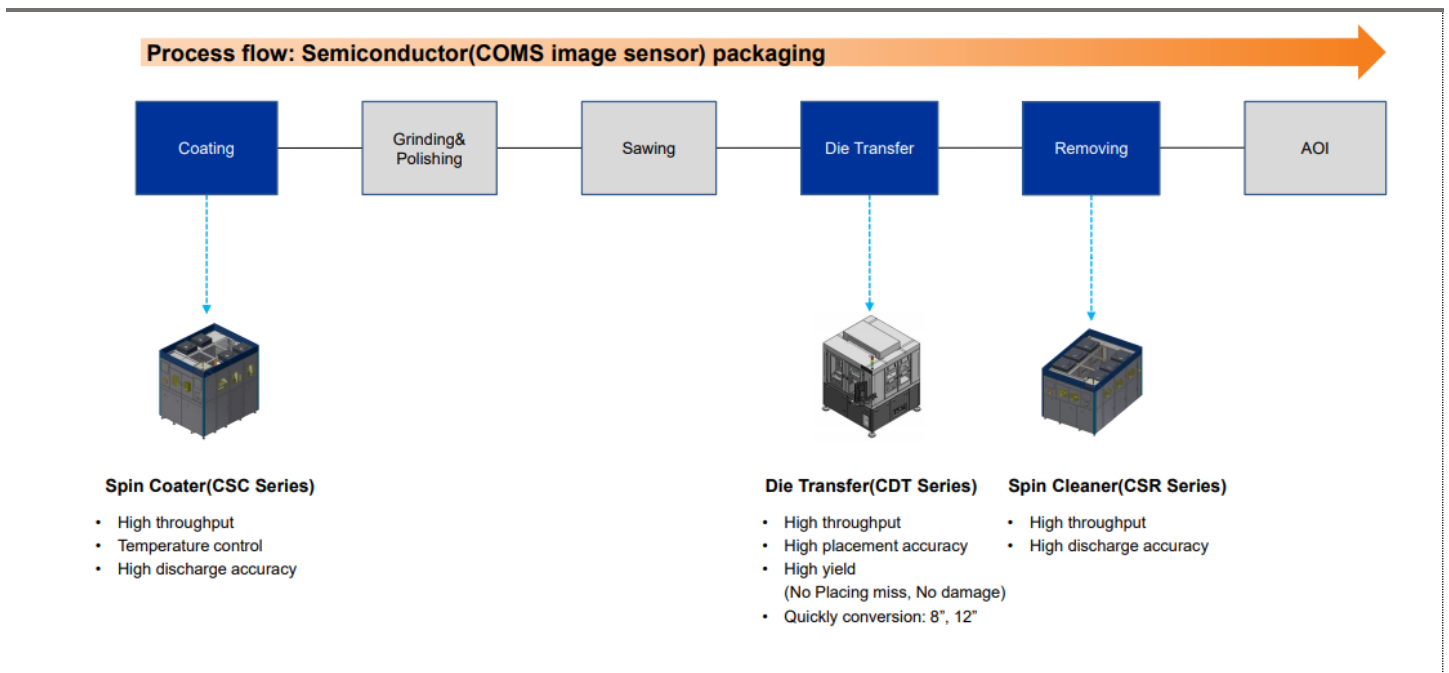 Process flow: Semiconductor(COMS image sensor) packaging
Coating
Grinding&
Polishing
Sawing
Die Transfer
Removing
AOI
Spin Coater(CSC Series)
• High throughput
• Temperature control
• High discharge accuracy
Die Transfer(CDT Series)
• High throughput
• High placement accuracy
• High yield
(No Placing miss, No damage)
• Quickly conversion: 8”, 12”
Spin Cleaner(CSR Series)
• High throughput
• High discharge accuracy